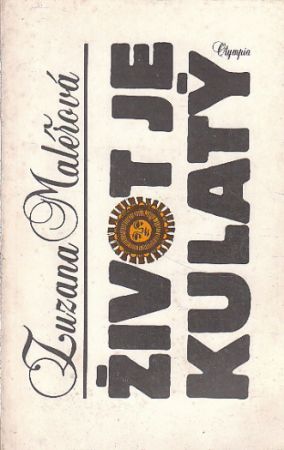 Zuzana Maléřová
ŽIVOT JE
KULATÝ
Olympia